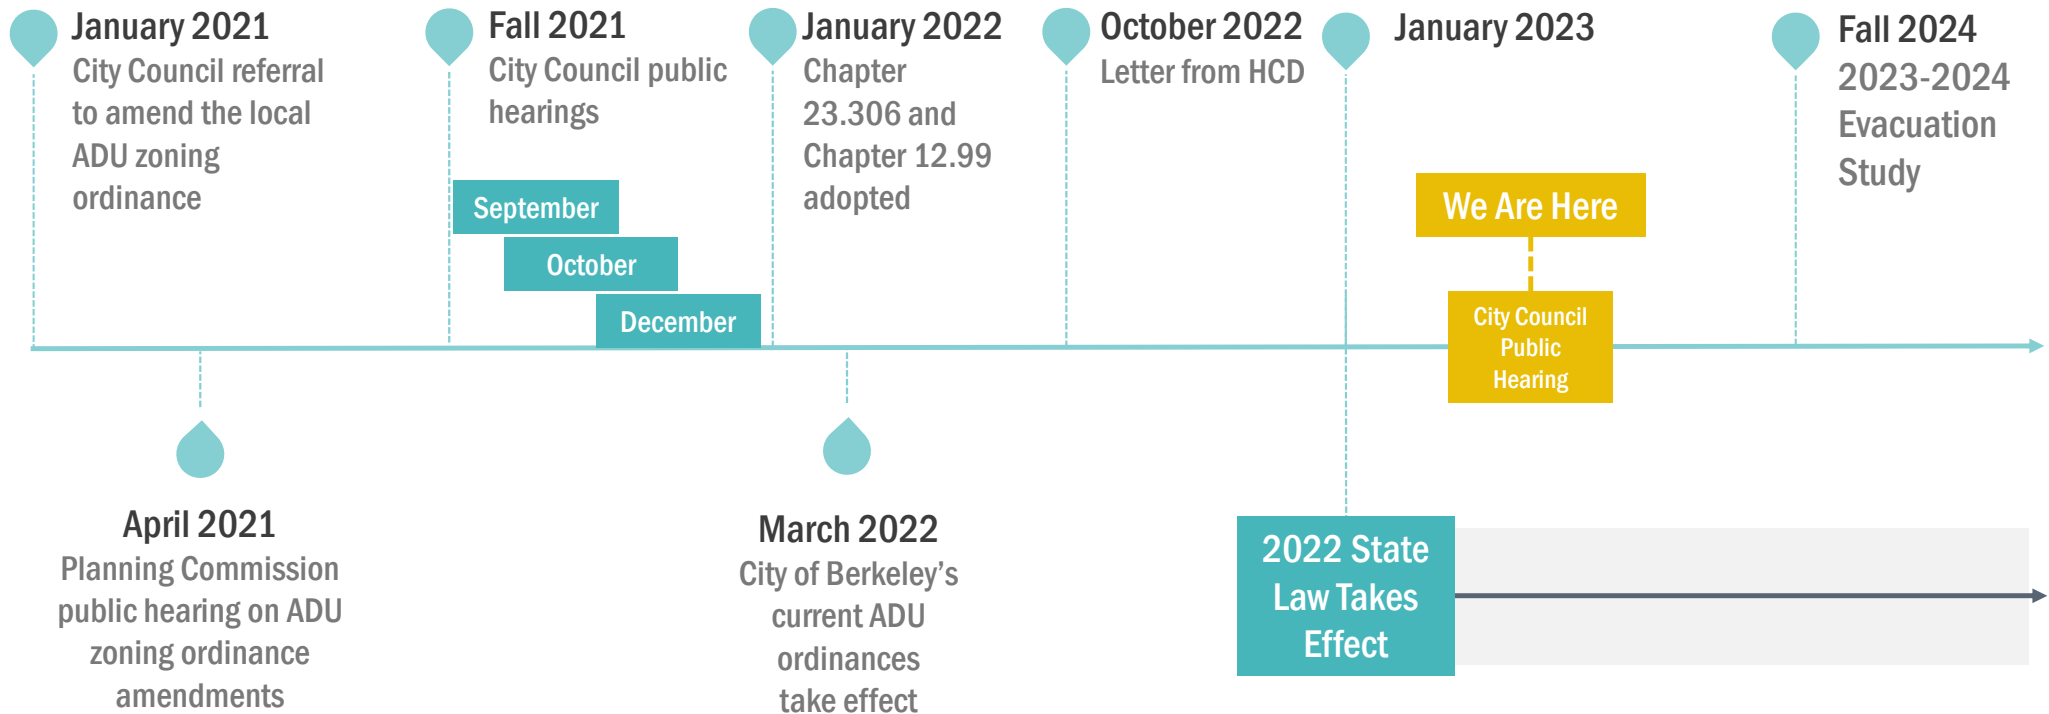 January 2021
City Council referral
to amend the local
ADU zoning
ordinance
Fall 2021
City Council public
hearings
September
October
December
January 2022
Chapter
23.306 and
Chapter 12.99
adopted
October 2022
Letter from HCD
January 2023
We Are Here
City Council
Public
Hearing
Fall 2024
2023-2024
Evacuation
Study
April 2021
Planning Commission
public hearing on ADU
zoning ordinance
amendments
March 2022
City of Berkeley’s
current ADU
ordinances
take effect
2022 State
Law Takes
Effect